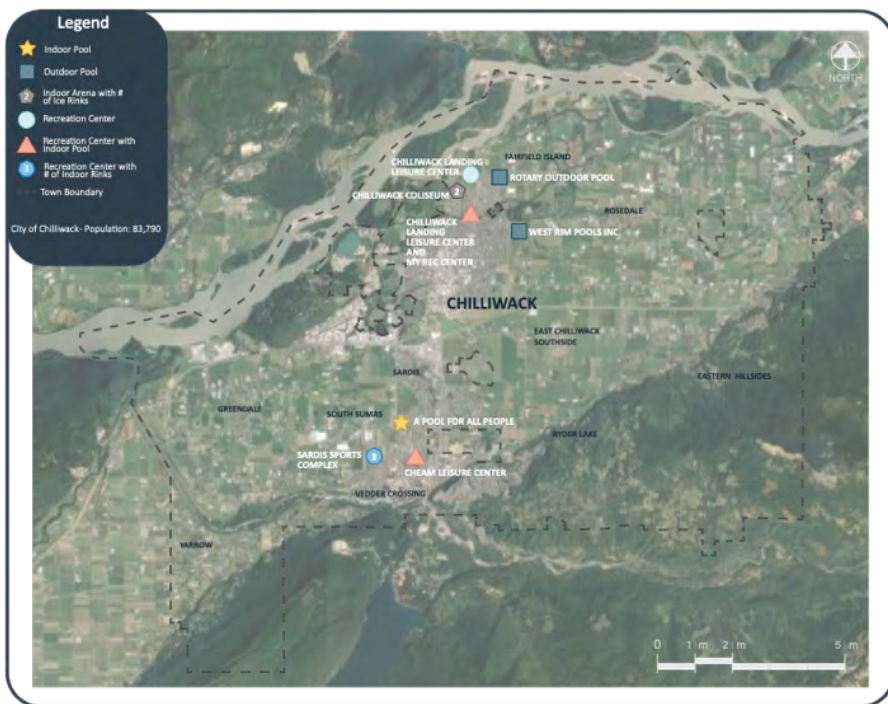 Legend
Indoor Pool
Outdoor Pool
2
Indoor Arena with #
of Ice Rinks
Recreation Center
Recreation Center with
Indoor Pool
3
Recreation Center with
# of Indoor Rinks
Town Boundary
City of Chilliwack- Population: 83,790
NORTH
FAIRFIELD ISLAND
CHILLIWACK LANDING
LEISURE CENTER
ROTARY OUTDOOR POOL
CHILLIWACK COLISEUM
2
ROSEDALE
CHILLIWACK
LANDING
LEISURE CENTER
AND
MY REC CENTER
WEST RIM POOLS INC
CHILLIWACK
EAST CHILLIWACK
SOUTHSIDE
SARDIS
EASTERN HILLSIDES
GREENDALE
SOUTH SUMAS
A POOL FOR ALL PEOPLE
RYDER LAKE
SARDIS SPORTS
COMPLEX
3
CHEAM LEISURE CENTER
VEDDER CROSSING
YARROW
0 1 m 2 m 5 m